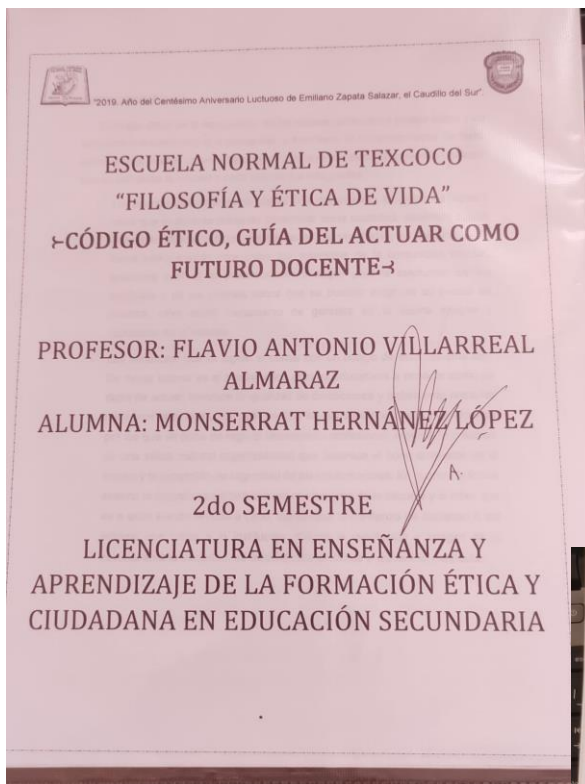 "2019. Año del Centésimo Aniversario Luctuoso de Emiliano Zapata Salazar, el Caudillo del Sur".
ESCUELA NORMAL DE TEXCOCO
"FILOSOFÍA Y ÉTICA DE VIDA"
⊱CÓDIGO ÉTICO, GUÍA DEL ACTUAR COMO
FUTURO DOCENTE⊰
PROFESOR: FLAVIO ANTONIO VILLARREAL
ALMARAZ
ALUMNA: MONSERRAT HERNÁNEZ LÓPEZ
A.
2do SEMESTRE
LICENCIATURA EN ENSEÑANZA Y
APRENDIZAJE DE LA FORMACIÓN ÉTICA Y
CIUDADANA EN EDUCACIÓN SECUNDARIA